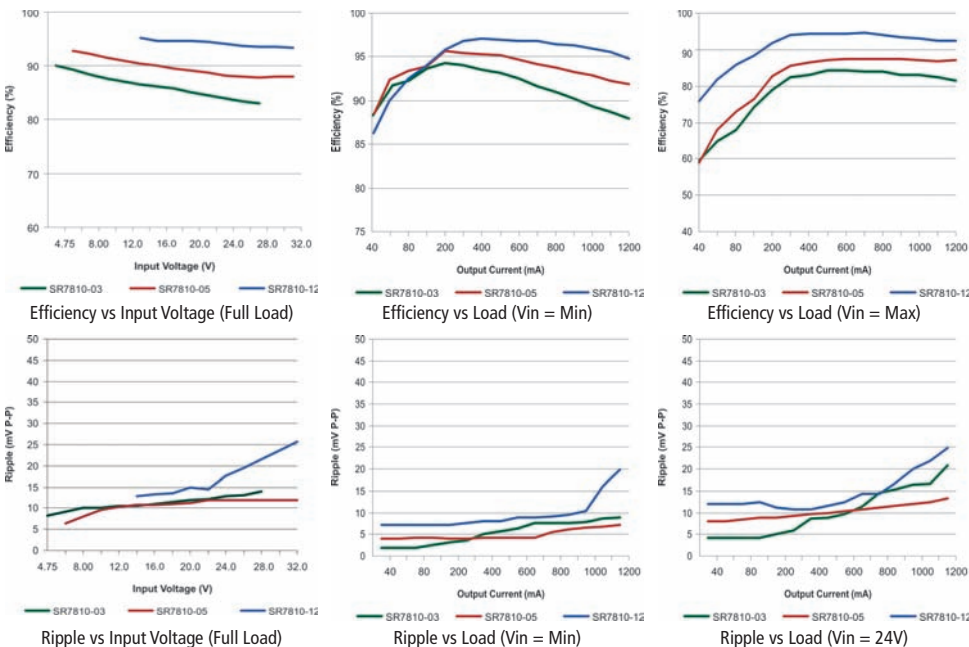 100
90
80
70
60
Efficiency (%)
4.75 8.00 12.0 16.0 20.0 24.0 28.0 32.0
Input Voltage (V)
SR7810-03 SR7810-05 SR7810-12
Efficiency vs Input Voltage (Full Load)
100
95
90
85
80
75
Efficiency (%)
40 80 200 400 600 800 1000 1200
Output Current (mA)
SR7810-03 SR7810-05 SR7810-12
Efficiency vs Load (Vin = Min)
100
90
80
70
60
50
40
Efficiency (%)
40 40 80 80 200 400 600 800 1000 1200
Output Current (mA)
SR7810-03 SR7810-05 SR7810-12
Efficiency vs Load (Vin = Max)
50
45
40
35
30
25
20
15
10
5
0
Ripple (mV P-P)
4.75 8.00 12.0 16.0 20.0 24.0 28.0 32.0
Input Voltage (V)
SR7810-03 SR7810-05 SR7810-12
Ripple vs Input Voltage (Full Load)
50
45
40
35
30
25
20
15
10
5
0
Ripple (mV P-P)
40 80 200 400 600 800 1000 1200
Output Current (mA)
SR7810-03 SR7810-05 SR7810-12
Ripple vs Load (Vin = Min)
50
45
40
35
30
25
20
15
10
5
0
Ripple (mV P-P)
40 80 200 400 600 800 1000 1200
Output Current (mA)
SR7810-03 SR7810-05 SR7810-12
Ripple vs Load (Vin = 24V)